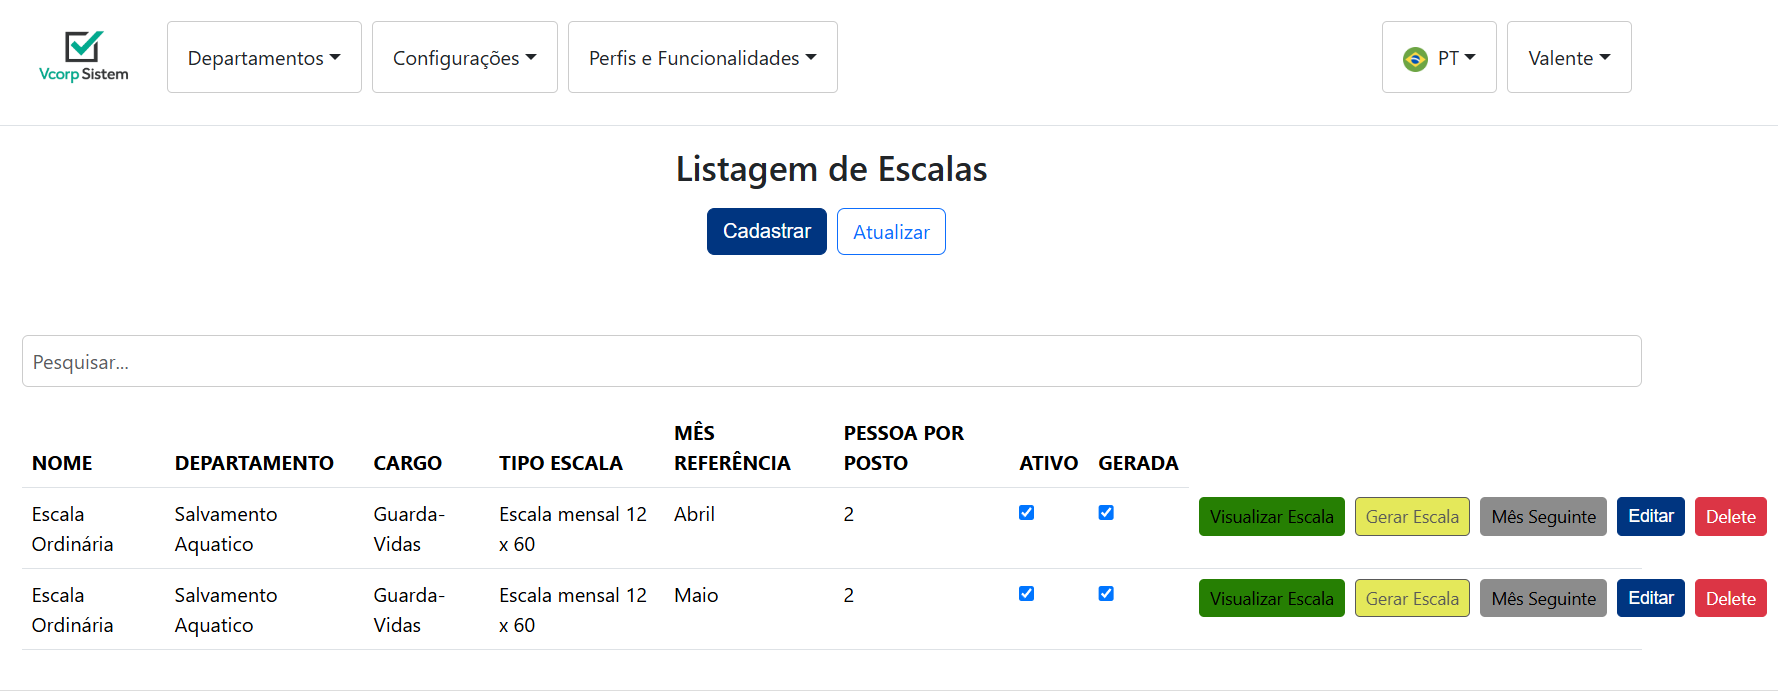 Vcorp Sistem
Departamentos
Configurações
Perfis e Funcionalidades
PT
Valente
Listagem de Escalas
Cadastrar
Atualizar
Pesquisar...
NOME DEPARTAMENTO CARGO TIPO ESCALA MÊS REFERÊNCIA PESSOA POR POSTO ATIVO GERADA
Escala Ordinária Salvamento Aquatico Guarda-Vidas Escala mensal 12 x 60 Abril 2 Visualizar Escala Gerar Escala Mês Seguinte Editar Delete
Escala Ordinária Salvamento Aquatico Guarda-Vidas Escala mensal 12 x 60 Maio 2 Visualizar Escala Gerar Escala Mês Seguinte Editar Delete